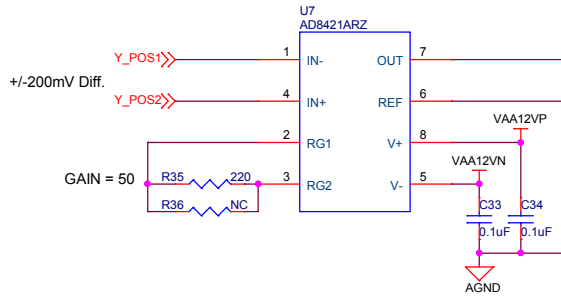 U7
AD8421ARZ
Y_POS1 1 IN- OUT 7
+/-200mV Diff.
Y_POS2 4 IN+ REF 6
VAA12VP
2 RG1 V+ 8
VAA12VN
GAIN = 50
R35 220 3 RG2 V- 5
R36 NC
C33 C34
0.1uF 0.1uF
AGND